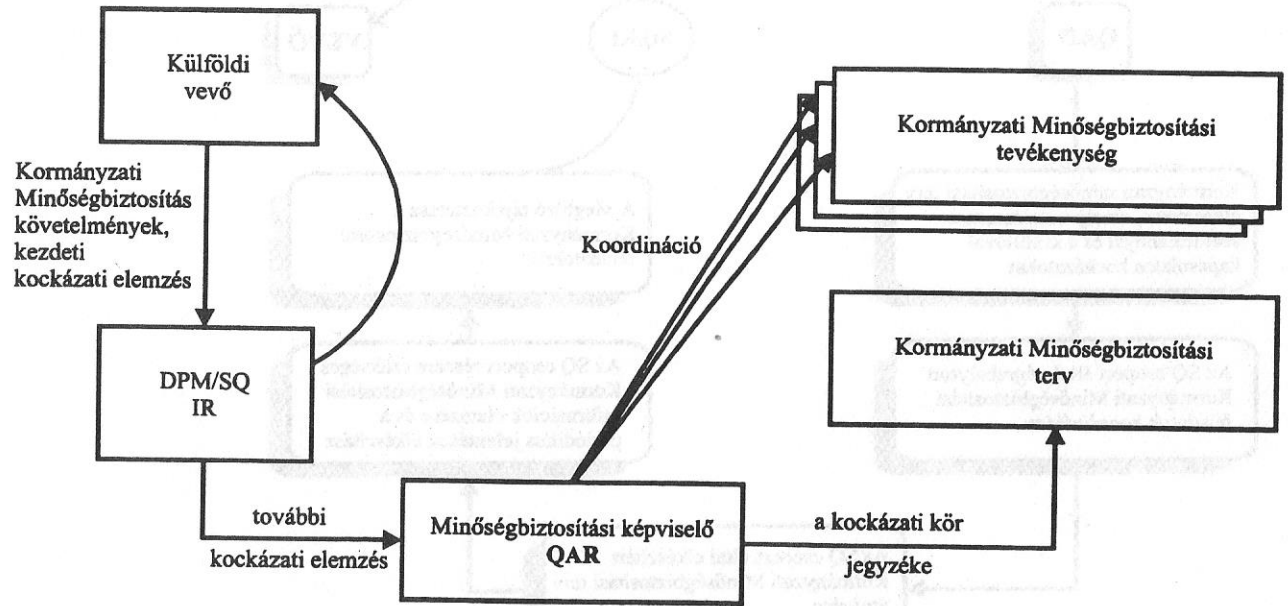 Külföldi
vevő
Kormányzati
Minőségbiztosítás
követelmények,
kezdeti
kockázati elemzés
DPM/SQ
IR
további
kockázati elemzés
Minőségbiztosítási képviselő
QAR
Koordináció
Kormányzati Minőségbiztosítási
tevékenység
Kormányzati Minőségbiztosítási
terv
a kockázati kör
jegyzéke